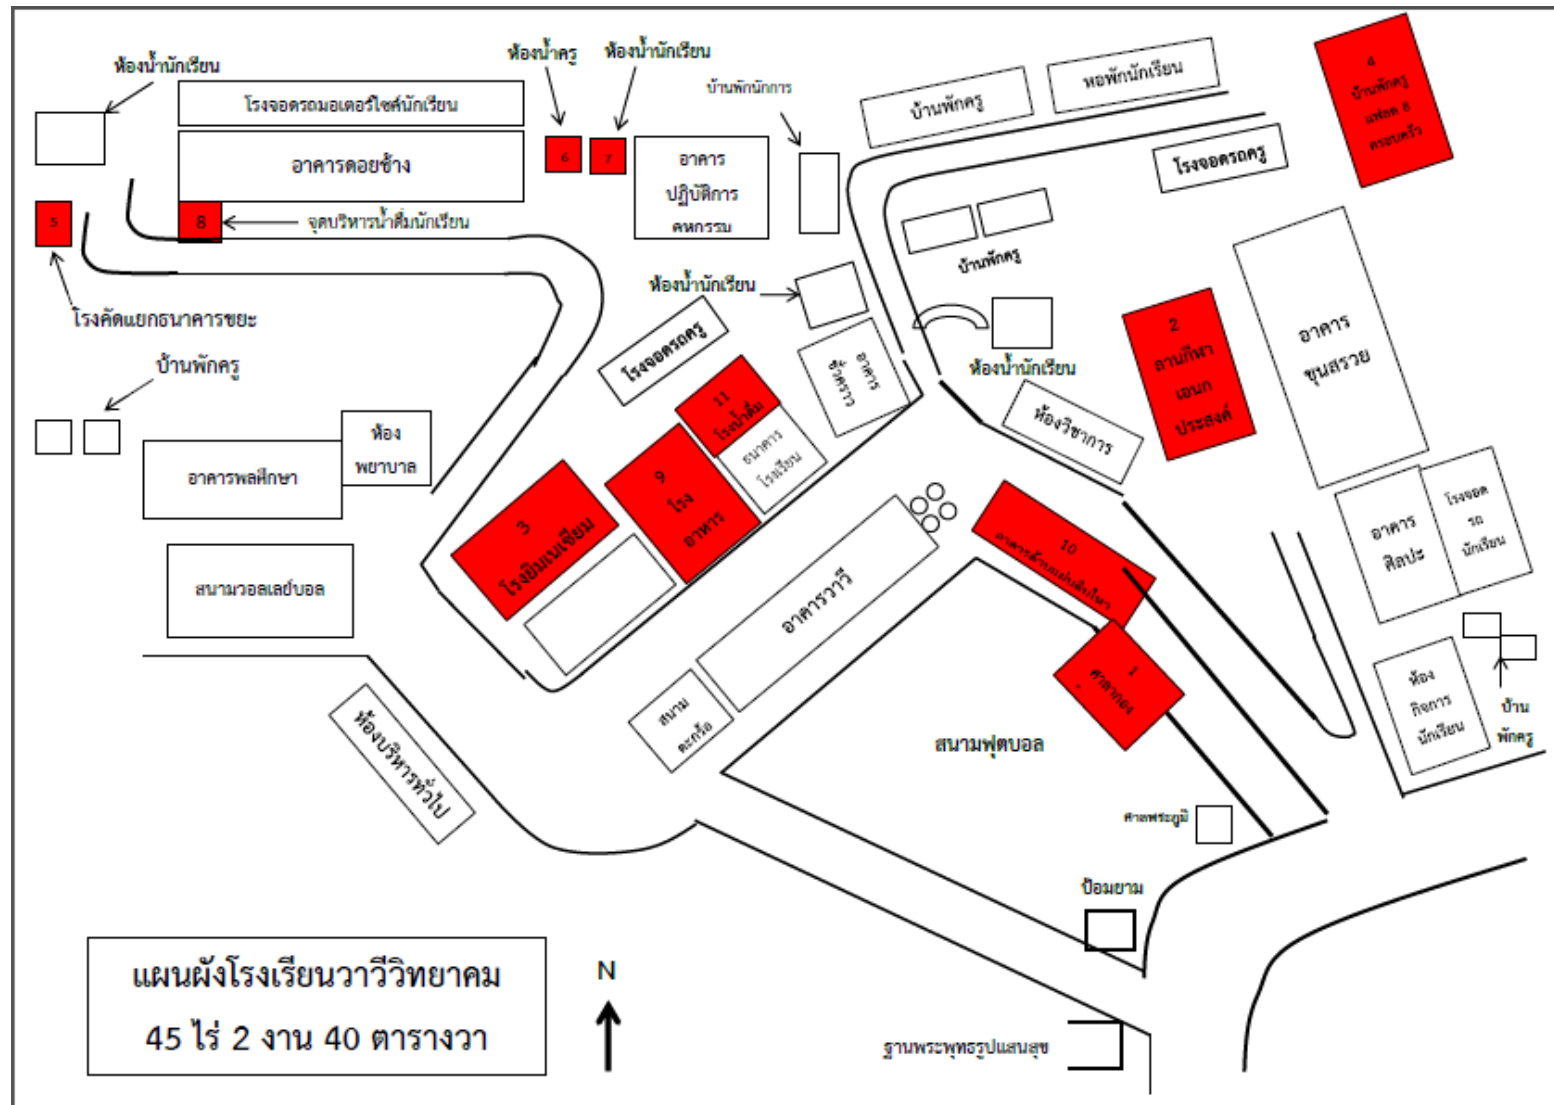 ห้องน้ำนักเรียน
โรงจอดรถมอเตอร์ไซค์นักเรียน
อาคารดอยช้าง
ห้องน้ำครู
ห้องน้ำนักเรียน
6
7
อาคาร
ปฏิบัติการ
คหกรรม
บ้านพักนักการ
บ้านพักครู
หอพักนักเรียน
4
บ้านพักครู
แฟลต 8
ครอบครัว
โรงจอดรถครู
5
8
จุดบริหารน้ำดื่มนักเรียน
โรงคัดแยกธนาคารขยะ
บ้านพักครู
ห้องน้ำนักเรียน
บ้านพักครู
ห้องน้ำนักเรียน
โรงจอดรถครู
อาคาร
ชั่วคราว
2
ลานกีฬา
เอนก
ประสงค์
อาคาร
ขุนสรวย
ห้องวิชาการ
11
โรงน้ำดื่ม
ธนาคาร
โรงเรียน
9
โรง
อาหาร
3
โรงยิมเนเซียม
ห้อง
พยาบาล
อาคารพลศึกษา
สนามวอลเลย์บอล
อาคารวาวี
10
อาคาร
ศิลปะ
โรงจอด
รถ
นักเรียน
1
ศาลากอง
สนาม
ตะกร้อ
สนามฟุตบอล
ห้อง
กิจการ
นักเรียน
บ้าน
พักครู
ห้องบริหารทั่วไป
ศาลพระภูมิ
ป้อมยาม
ฐานพระพุทธรูปแสนสุข
แผนผังโรงเรียนวาวีวิทยาคม
45 ไร่ 2 งาน 40 ตารางวา
N